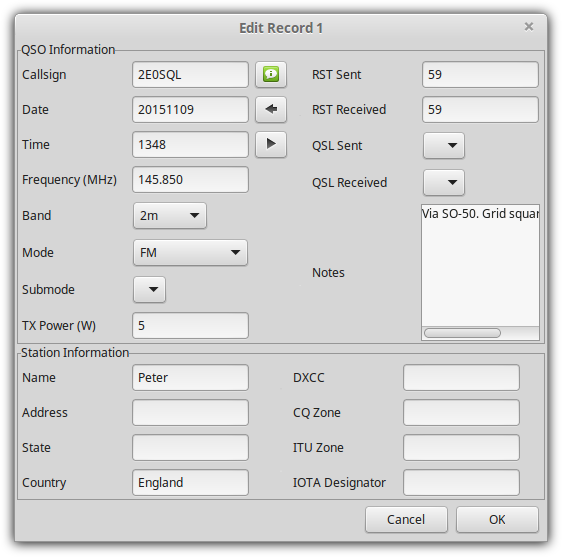 Edit Record 1
QSO Information
Callsign 2E0SQL
Date 20151109
Time 1348
Frequency (MHz) 145.850
Band 2m
Mode FM
Submode
TX Power (W) 5
RST Sent 59
RST Received 59
QSL Sent
QSL Received
Notes
Via SO-50. Grid squar
Station Information
Name Peter
Address
State
Country England
DXCC
CQ Zone
ITU Zone
IOTA Designator
Cancel OK